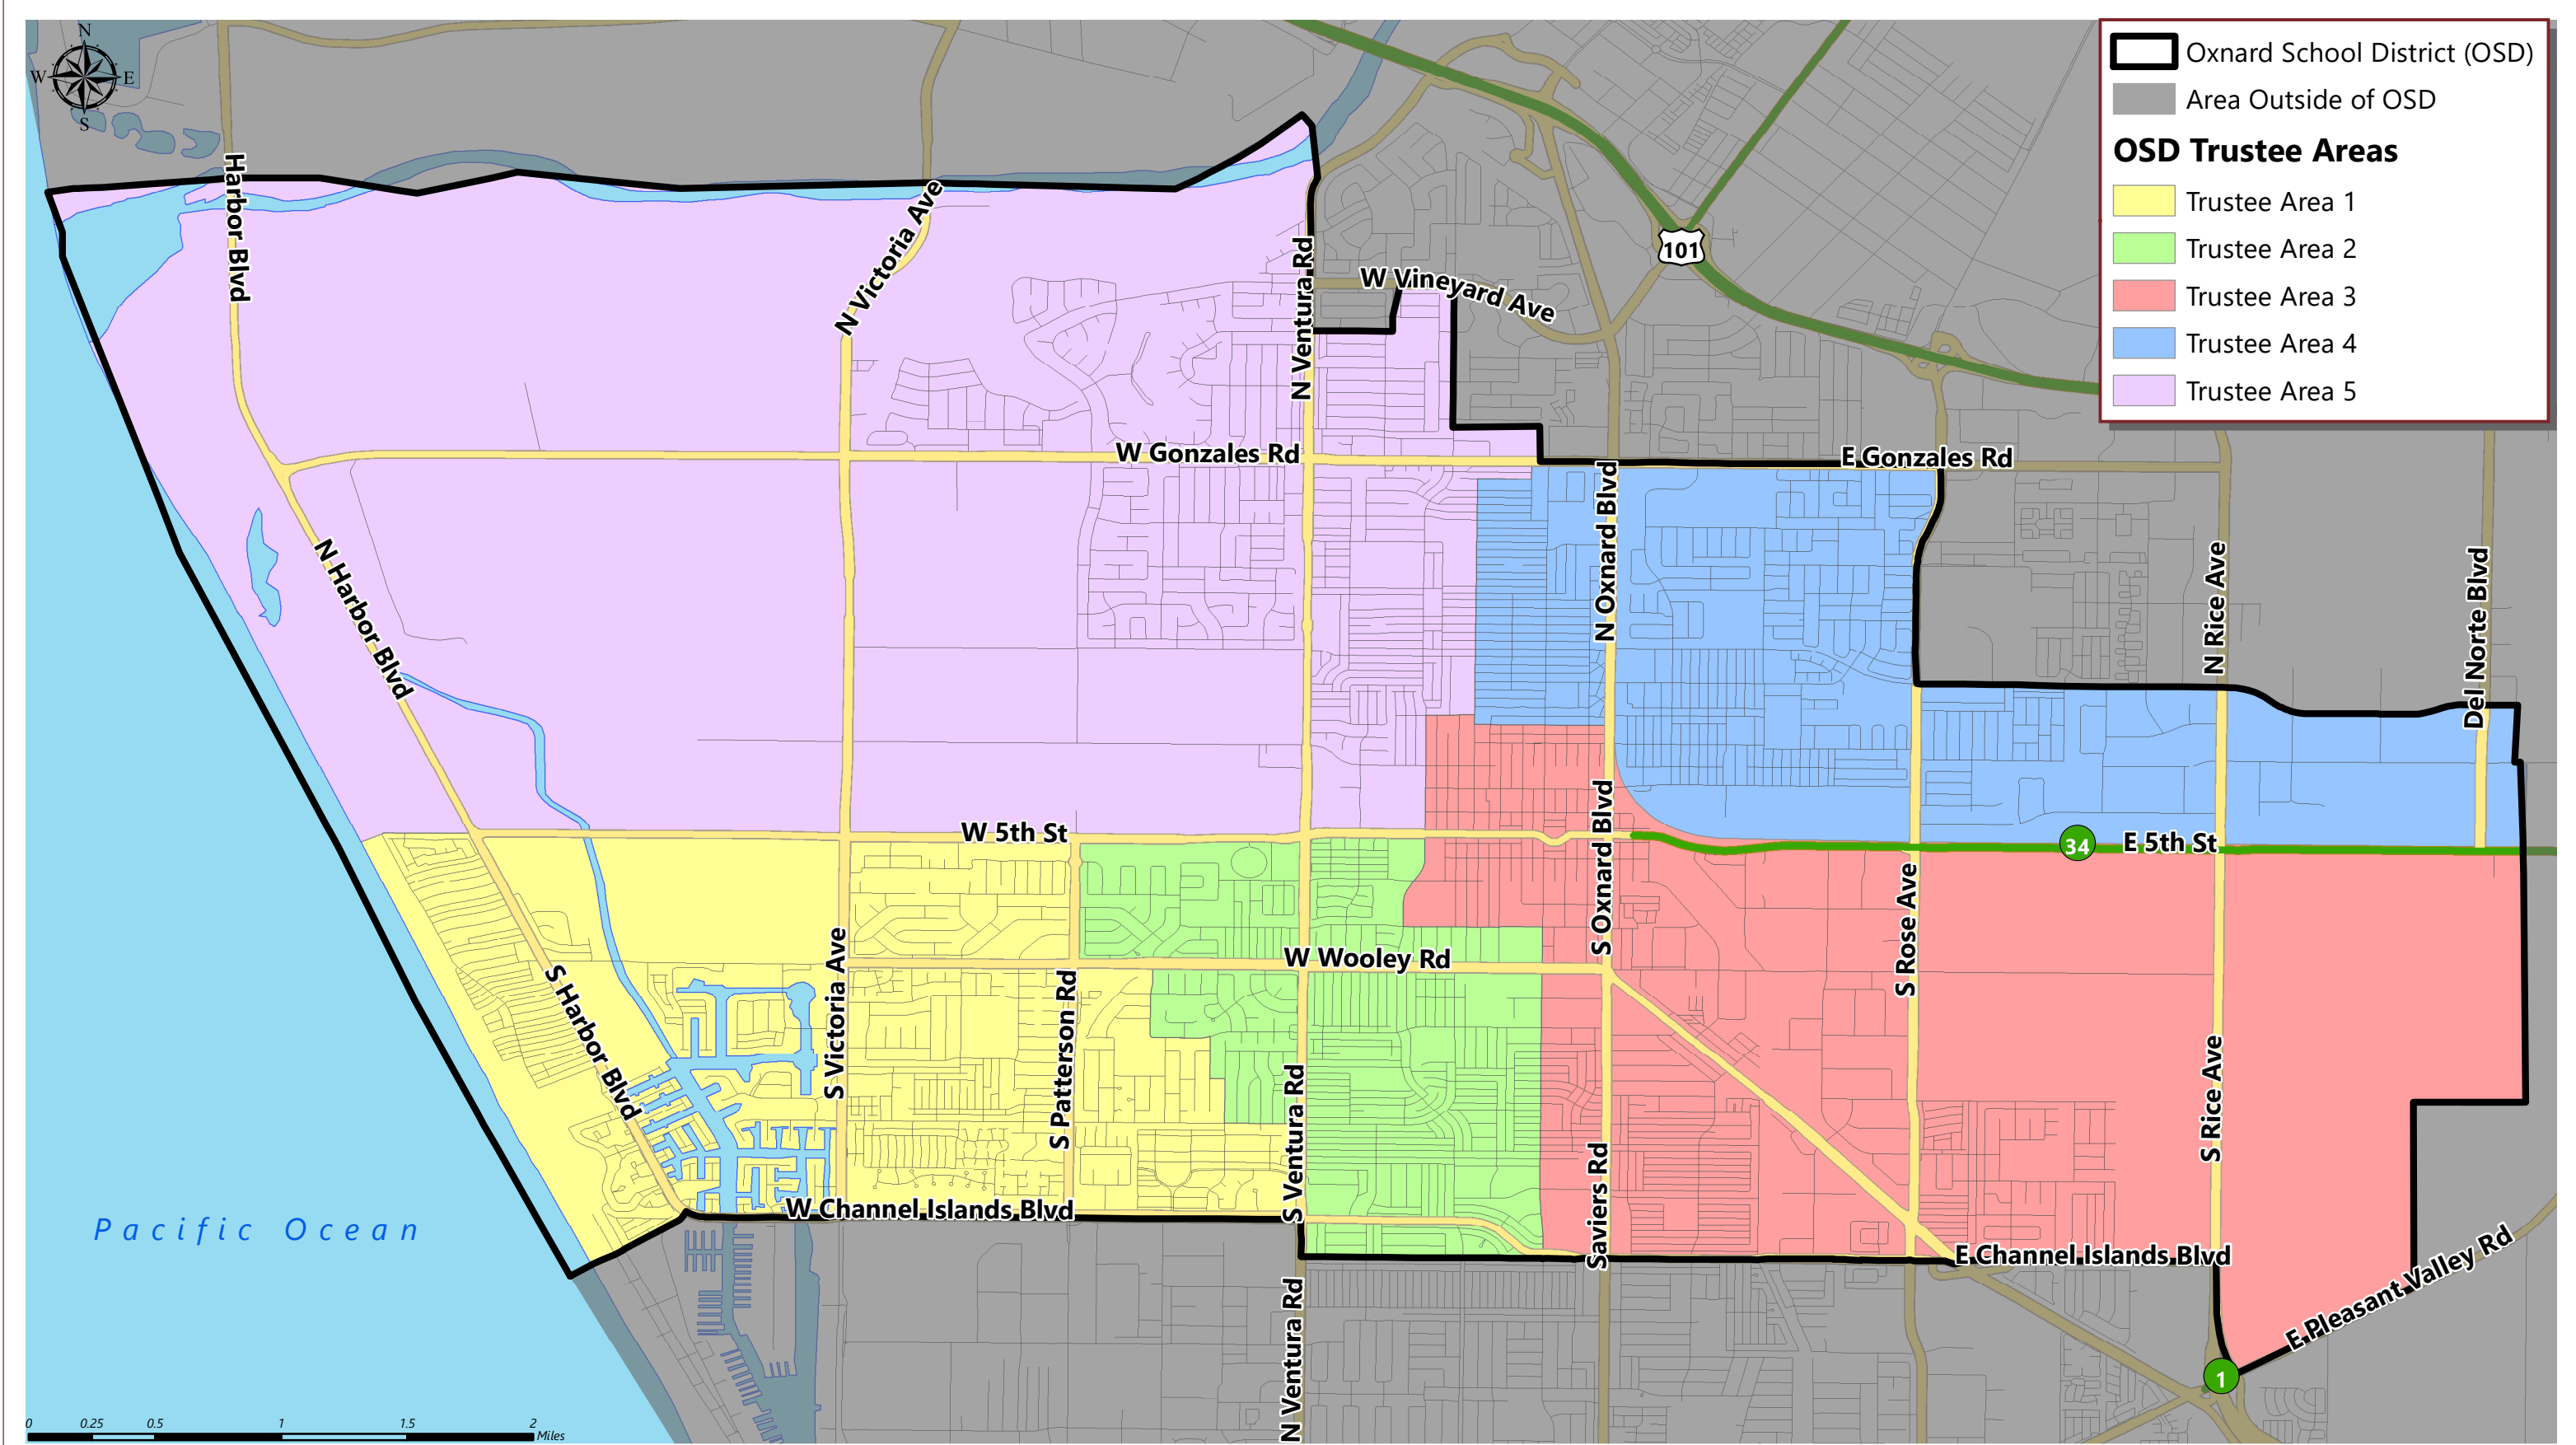 N
W E
S
Oxnard School District (OSD)
Area Outside of OSD
OSD Trustee Areas
Trustee Area 1
Trustee Area 2
Trustee Area 3
Trustee Area 4
Trustee Area 5
Harbor Blvd
N Victoria Ave
N Ventura Rd
W Vineyard Ave
101
W Gonzales Rd
E Gonzales Rd
N Harbor Blvd
N Oxnard Blvd
N Rice Ave
Del Norte Blvd
W 5th St
S Oxnard Blvd
34
E 5th St
S Harbor Blvd
S Victoria Ave
S Patterson Rd
W Wooley Rd
S Rose Ave
S Ventura Rd
Saviers Rd
S Rice Ave
W Channel Islands Blvd
E Channel Islands Blvd
E Pleasant Valley Rd
Pacific Ocean
N Ventura Rd
1
0 0.25 0.5 1 1.5 2
Miles